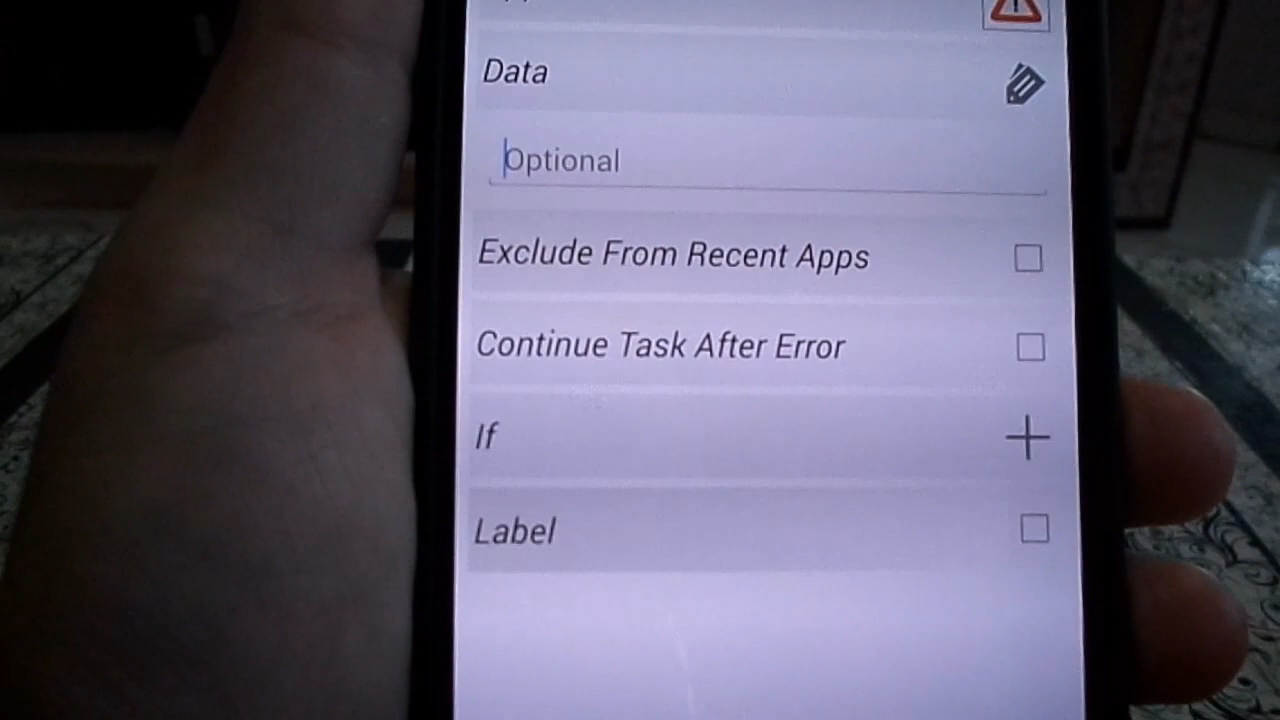 Data
Optional
Exclude From Recent Apps
Continue Task After Error
If
Label